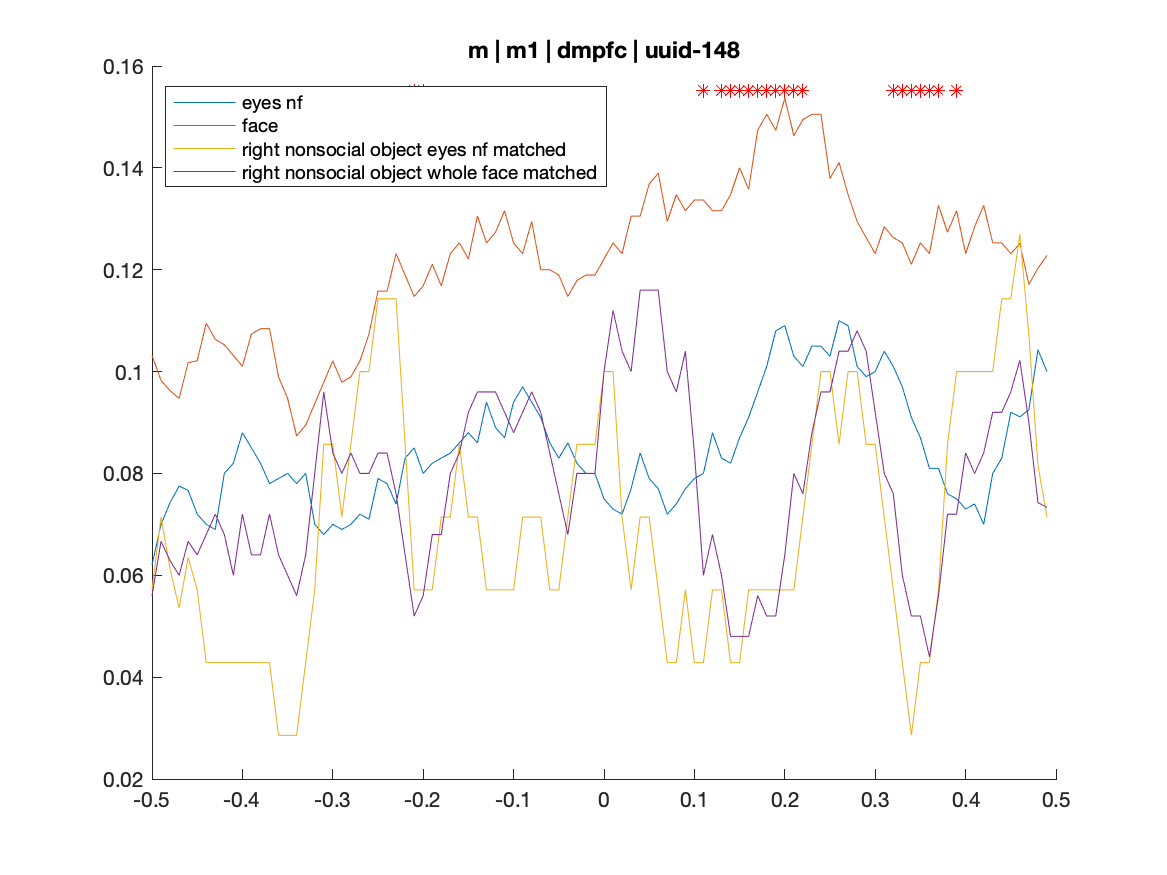 m | m1 | dmpfc | uuid-148
0.16
0.14
0.12
0.1
0.08
0.06
0.04
0.02
eyes nf
face
right nonsocial object eyes nf matched
right nonsocial object whole face matched
-0.5 -0.4 -0.3 -0.2 -0.1 0 0.1 0.2 0.3 0.4 0.5